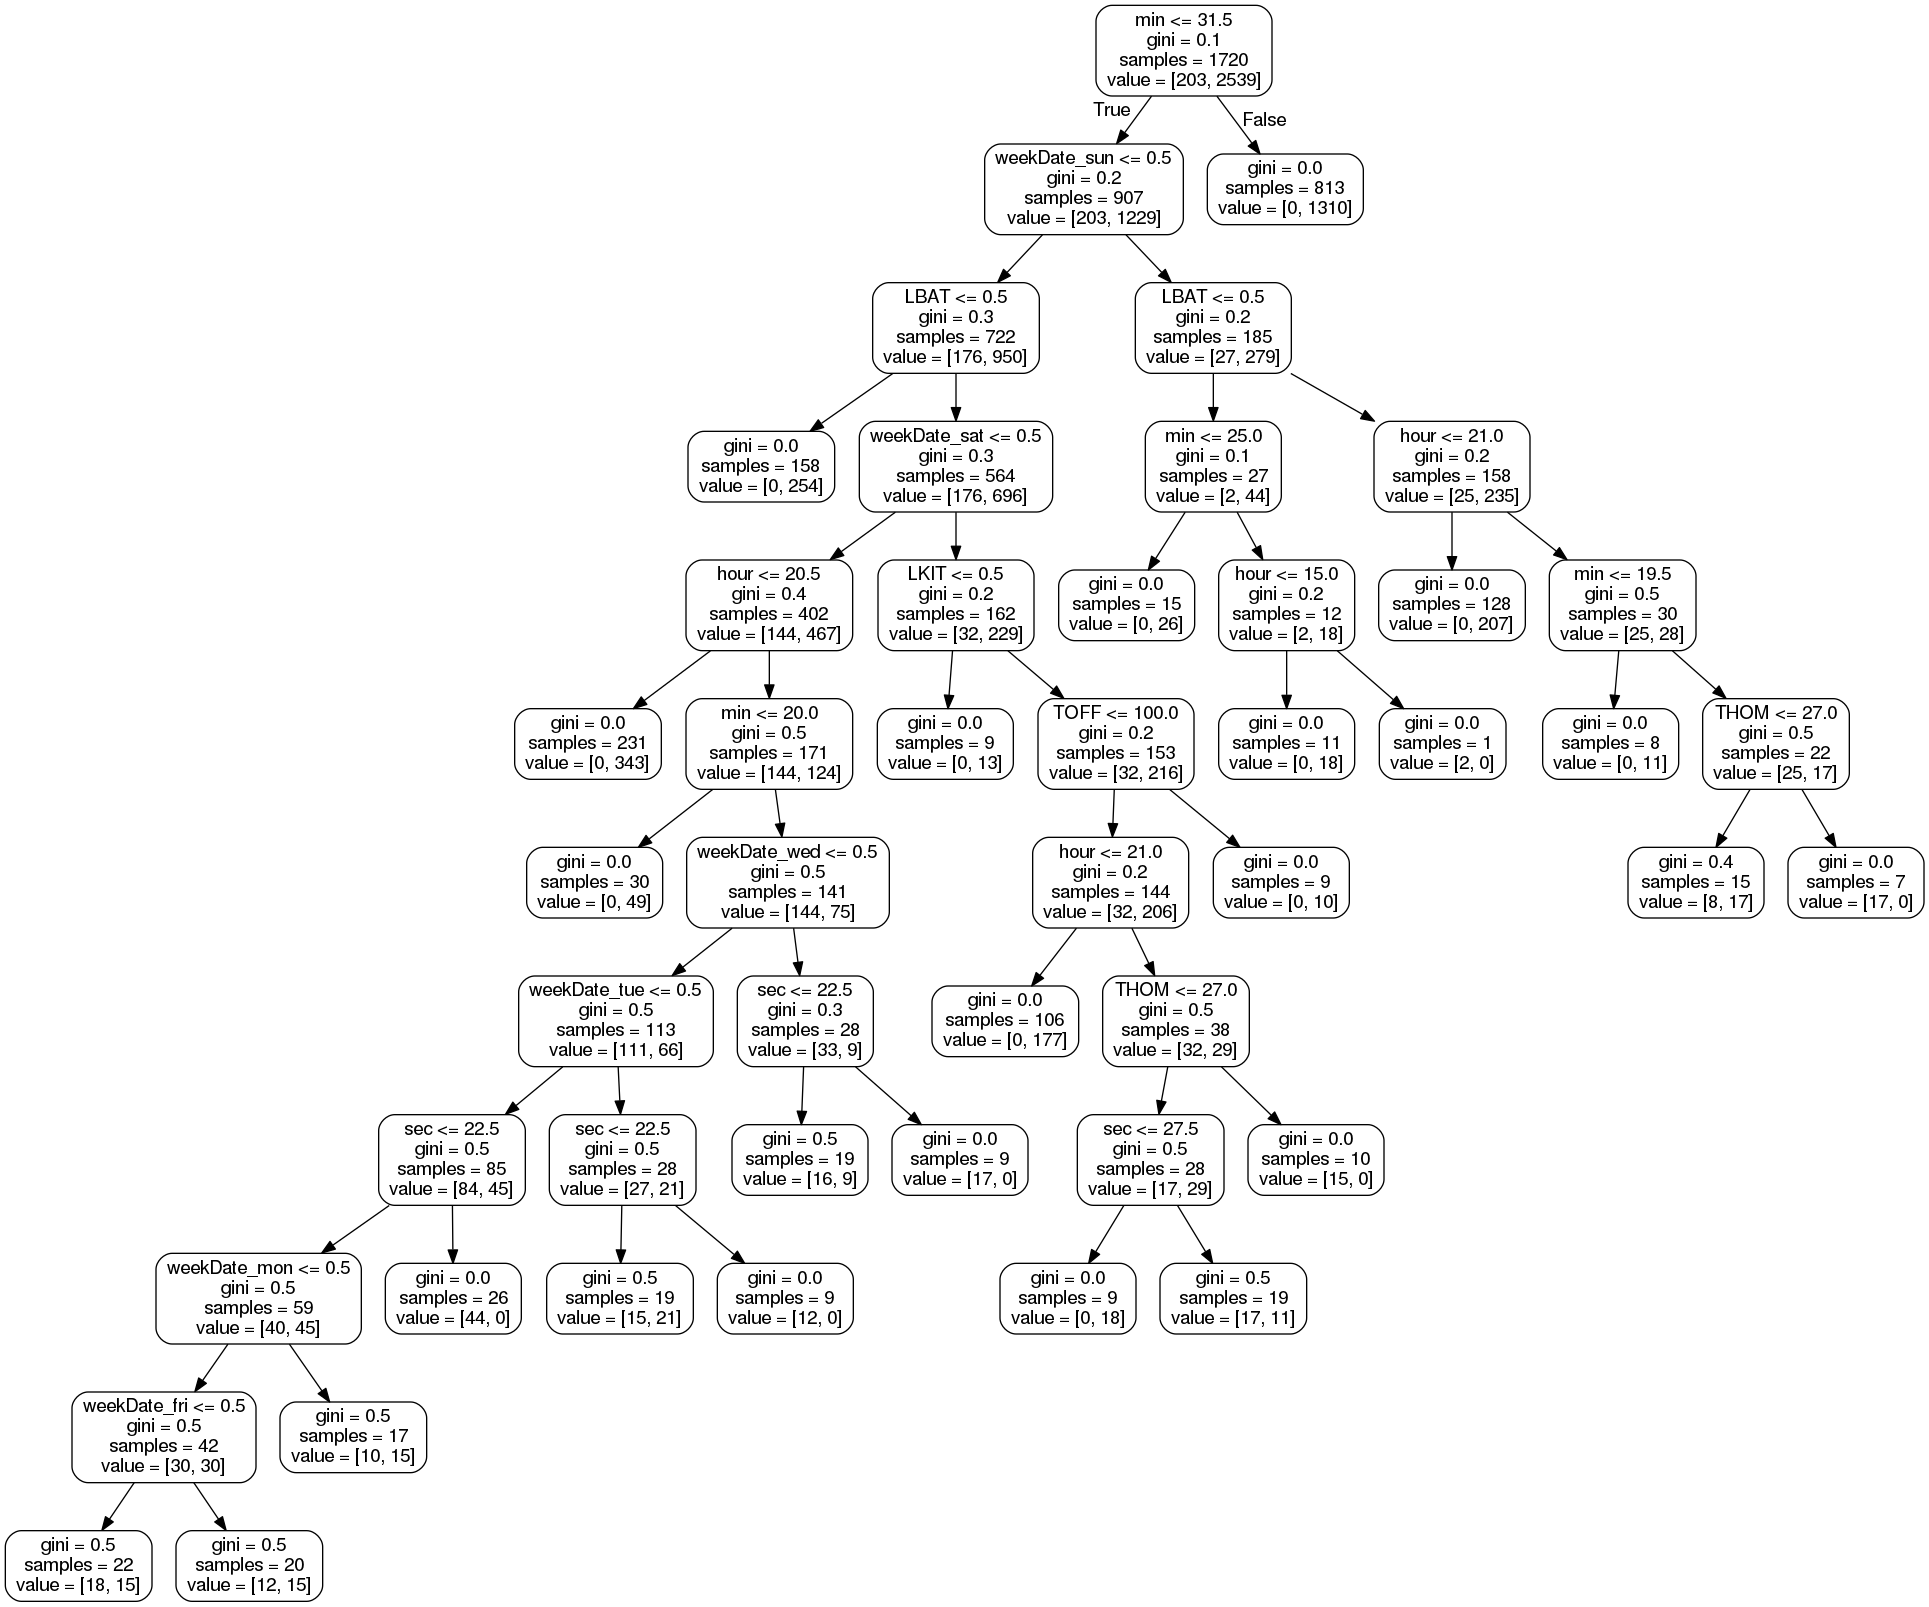 min <= 31.5
gini = 0.1
samples = 1720
value = [203, 2539]
True
False
weekDate_sun <= 0.5
gini = 0.2
samples = 907
value = [203, 1229]
gini = 0.0
samples = 813
value = [0, 1310]
LBAT <= 0.5
gini = 0.3
samples = 722
value = [176, 950]
LBAT <= 0.5
gini = 0.2
samples = 185
value = [27, 279]
gini = 0.0
samples = 158
value = [0, 254]
weekDate_sat <= 0.5
gini = 0.3
samples = 564
value = [176, 696]
min <= 25.0
gini = 0.1
samples = 27
value = [2, 44]
hour <= 21.0
gini = 0.2
samples = 158
value = [25, 235]
hour <= 20.5
gini = 0.4
samples = 402
value = [144, 467]
LKIT <= 0.5
gini = 0.2
samples = 162
value = [32, 229]
gini = 0.0
samples = 15
value = [0, 26]
hour <= 15.0
gini = 0.2
samples = 12
value = [2, 18]
gini = 0.0
samples = 128
value = [0, 207]
min <= 19.5
gini = 0.5
samples = 30
value = [25, 28]
gini = 0.0
samples = 231
value = [0, 343]
min <= 20.0
gini = 0.5
samples = 171
value = [144, 124]
gini = 0.0
samples = 9
value = [0, 13]
TOFF <= 100.0
gini = 0.2
samples = 153
value = [32, 216]
gini = 0.0
samples = 11
value = [0, 18]
gini = 0.0
samples = 1
value = [2, 0]
gini = 0.0
samples = 8
value = [0, 11]
THOM <= 27.0
gini = 0.5
samples = 22
value = [25, 17]
gini = 0.0
samples = 30
value = [0, 49]
weekDate_wed <= 0.5
gini = 0.5
samples = 141
value = [144, 75]
hour <= 21.0
gini = 0.2
samples = 144
value = [32, 206]
gini = 0.0
samples = 9
value = [0, 10]
gini = 0.4
samples = 15
value = [8, 17]
gini = 0.0
samples = 7
value = [17, 0]
weekDate_tue <= 0.5
gini = 0.5
samples = 113
value = [111, 66]
sec <= 22.5
gini = 0.3
samples = 28
value = [33, 9]
gini = 0.0
samples = 106
value = [0, 177]
THOM <= 27.0
gini = 0.5
samples = 38
value = [32, 29]
sec <= 22.5
gini = 0.5
samples = 85
value = [84, 45]
sec <= 22.5
gini = 0.5
samples = 28
value = [27, 21]
gini = 0.5
samples = 19
value = [16, 9]
gini = 0.0
samples = 9
value = [17, 0]
sec <= 27.5
gini = 0.5
samples = 28
value = [17, 29]
gini = 0.0
samples = 10
value = [15, 0]
weekDate_mon <= 0.5
gini = 0.5
samples = 59
value = [40, 45]
gini = 0.0
samples = 26
value = [44, 0]
gini = 0.5
samples = 19
value = [15, 21]
gini = 0.0
samples = 9
value = [12, 0]
gini = 0.0
samples = 9
value = [0, 18]
gini = 0.5
samples = 19
value = [17, 11]
weekDate_fri <= 0.5
gini = 0.5
samples = 42
value = [30, 30]
gini = 0.5
samples = 17
value = [10, 15]
gini = 0.5
samples = 22
value = [18, 15]
gini = 0.5
samples = 20
value = [12, 15]